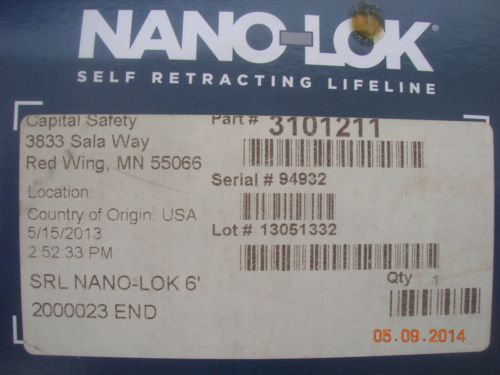 NANO-LOK®
SELF RETRACTING LIFELINE
Capital Safety
3833 Sala Way
Red Wing, MN 55066
Part # 3101211
Serial # 94932
Location:
Country of Origin: USA
5/15/2013
2:52:33 PM
Lot # 13051332
SRL NANO-LOK 6'
Qty 1
2000023 END
05.09.2014